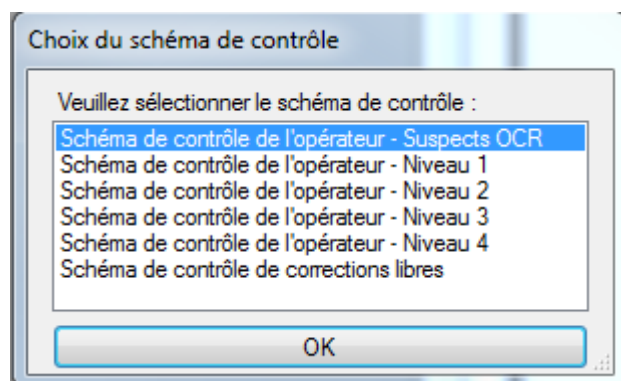 Choix du schéma de contrôle
Veuillez sélectionner le schéma de contrôle :
Schéma de contrôle de l'opérateur - Suspects OCR
Schéma de contrôle de l'opérateur - Niveau 1
Schéma de contrôle de l'opérateur - Niveau 2
Schéma de contrôle de l'opérateur - Niveau 3
Schéma de contrôle de l'opérateur - Niveau 4
Schéma de contrôle de corrections libres
OK